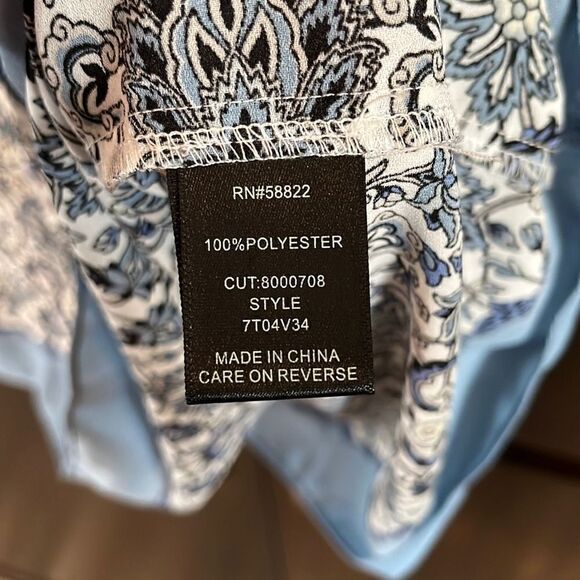 RN#58822
100%POLYESTER
CUT:8000708
STYLE
7T04V34
MADE IN CHINA
CARE ON REVERSE